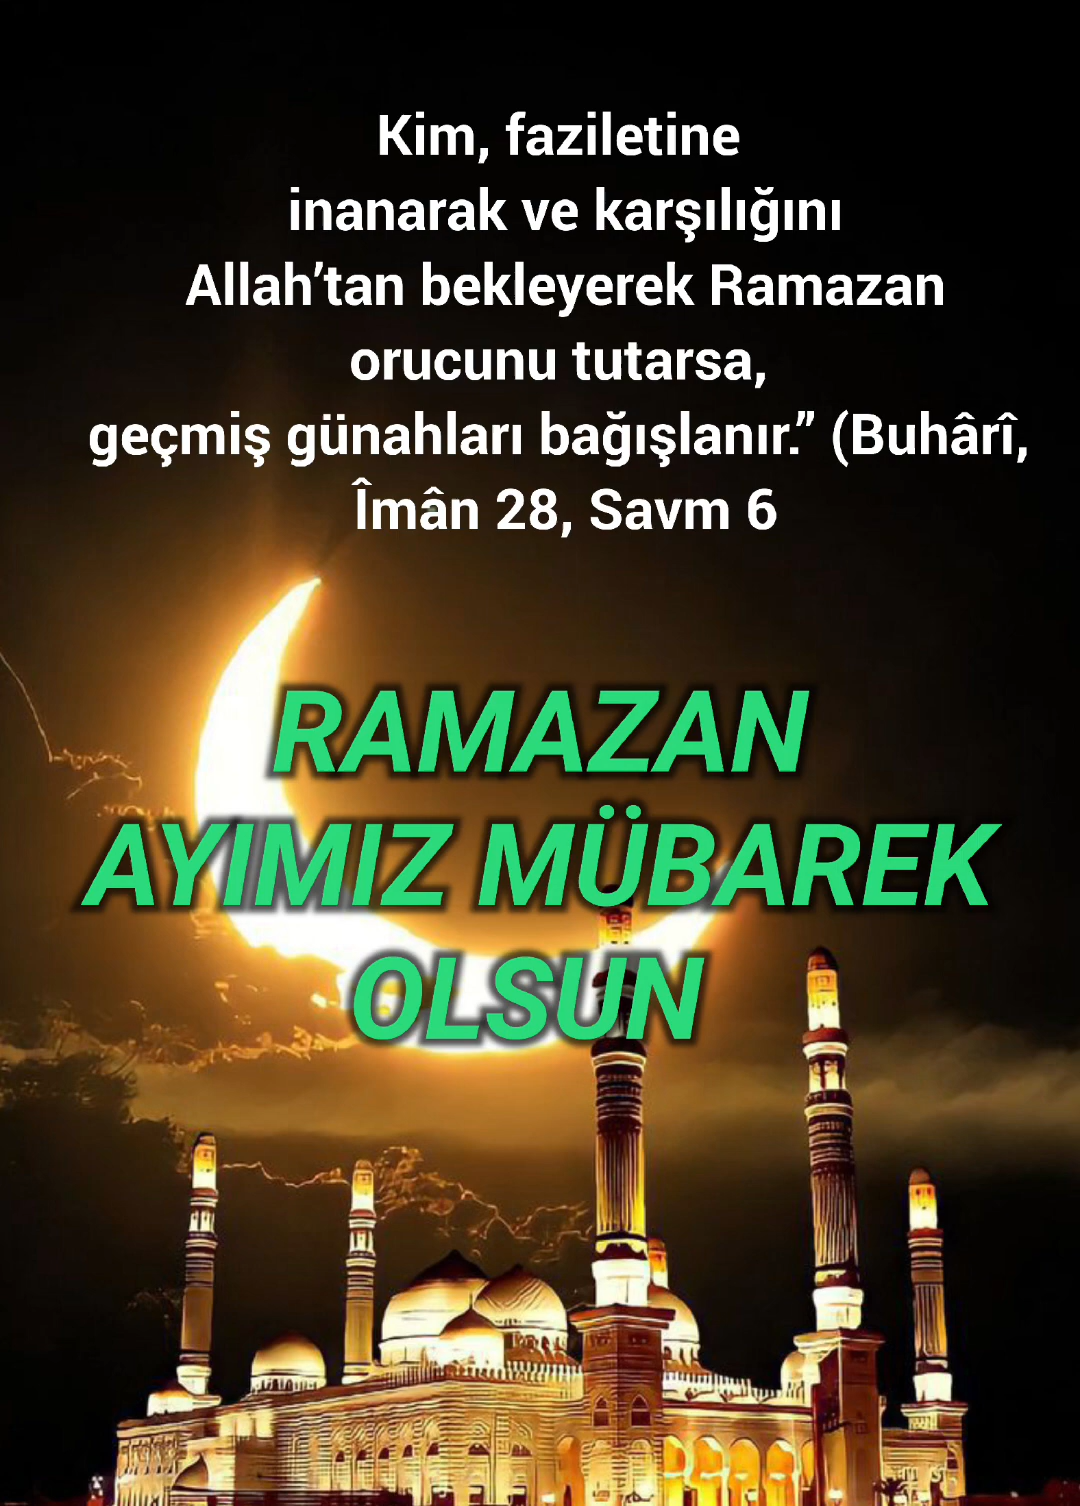 Kim, faziletine
inanarak ve karşılığını
Allah’tan bekleyerek Ramazan
orucunu tutarsa,
geçmiş günahları bağışlanır.” (Buhârî,
Îmân 28, Savm 6
RAMAZAN
AYIMIZ MÜBAREK
OLSUN